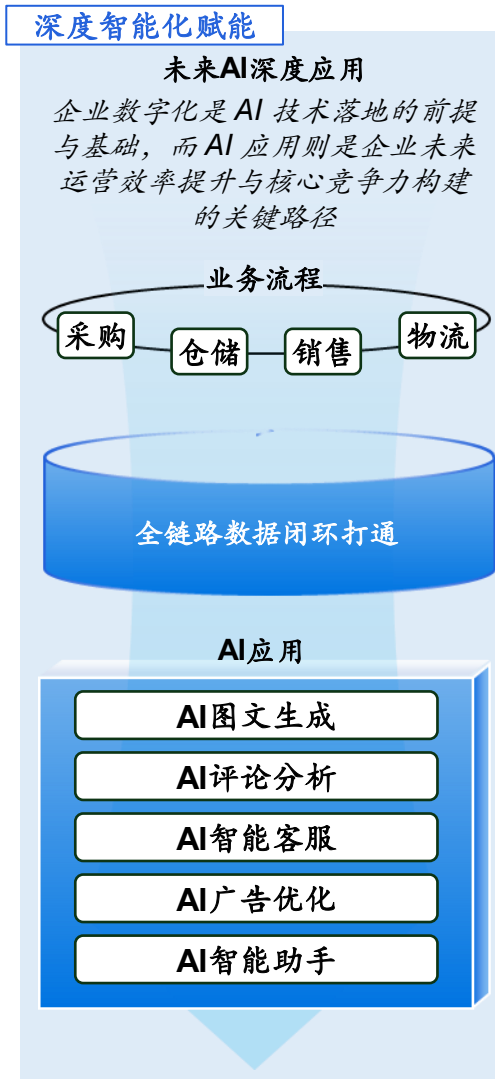 深度智能化赋能
未来AI深度应用
企业数字化是 AI 技术落地的前提
与基础，而 AI 应用则是企业未来
运营效率提升与核心竞争力构建
的关键路径
业务流程
采购
仓储
销售
物流
全链路数据闭环打通
AI应用
AI图文生成
AI评论分析
AI智能客服
AI广告优化
AI智能助手